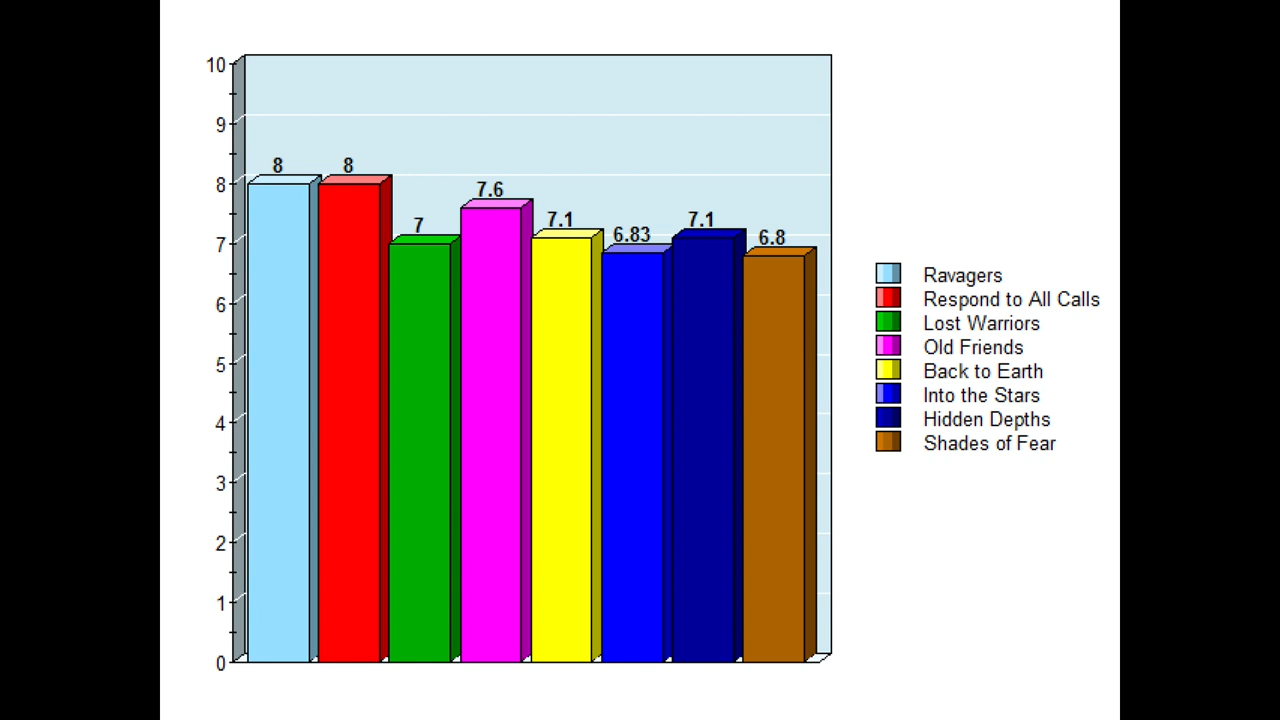 10
9
8
7
6
5
4
3
2
1
0
8
8
7
7.6
7.1
6.83
7.1
6.8
Ravagers
Respond to All Calls
Lost Warriors
Old Friends
Back to Earth
Into the Stars
Hidden Depths
Shades of Fear